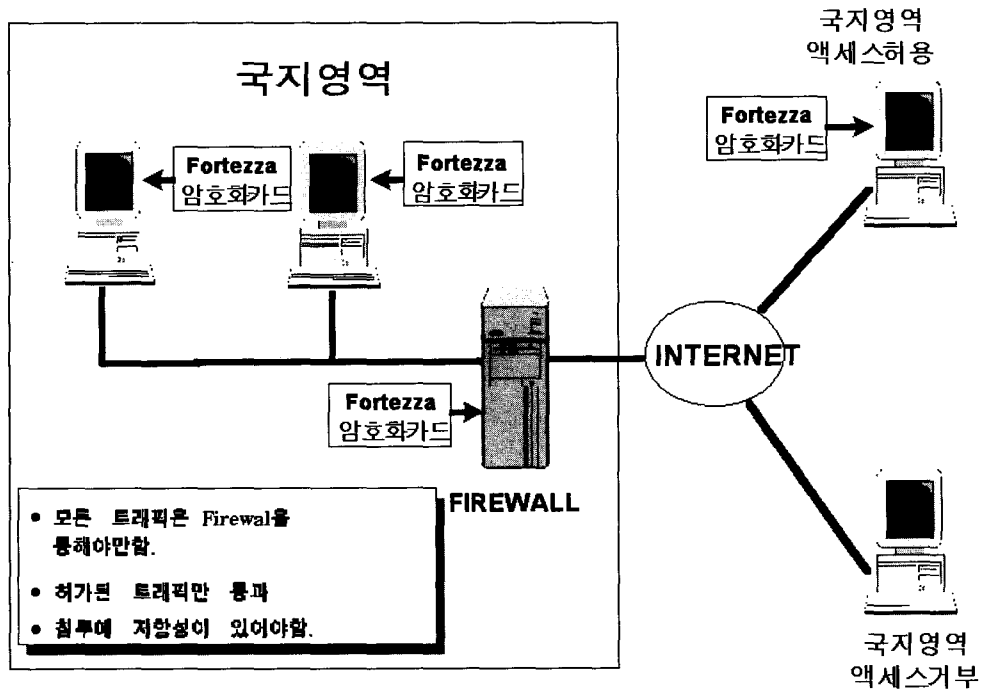 국지영역
액세스허용
국지영역
Fortezza
암호화카드
Fortezza
암호화카드
Fortezza
암호화카드
INTERNET
Fortezza
암호화카드
FIREWALL
• 모든 트래픽은 Firewal을
통해야만함.
• 허가된 트래픽만 통과
• 침투에 저항성이 있어야함.
국지영역
액세스거부